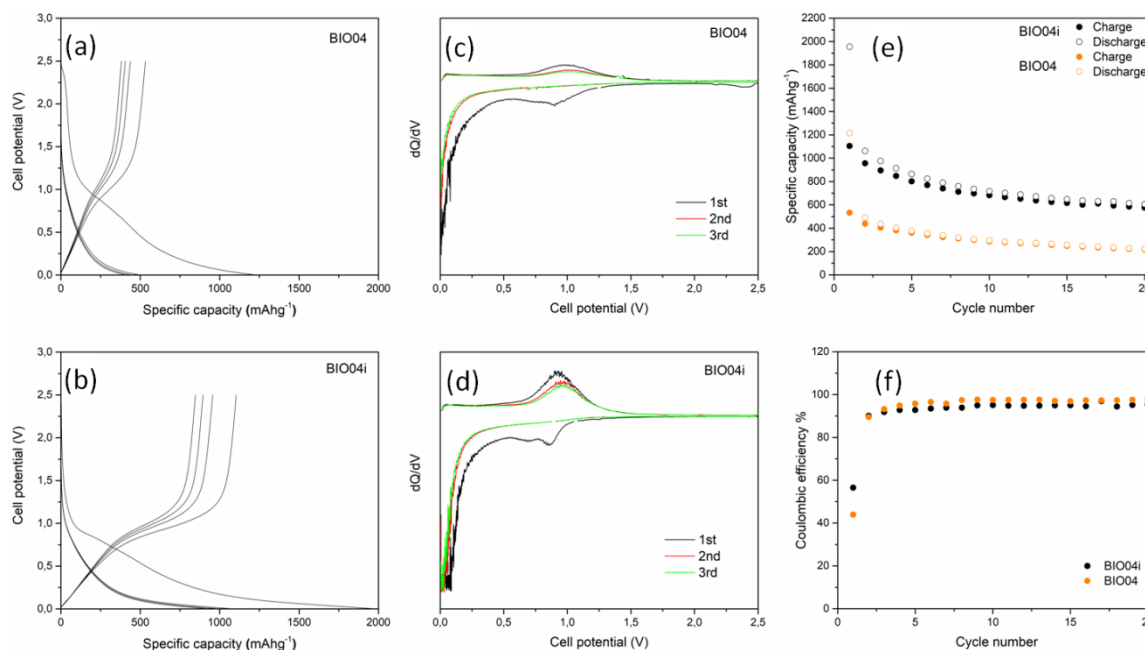 (a)
BIO04
3,0
2,5
2,0
1,5
1,0
0,5
0,0
Cell potential (V)
0
500
1000
1500
2000
Specific capacity (mAhg-1)
(c)
BIO04
dQ/dV
1st
2nd
3rd
0,0
0,5
1,0
1,5
2,0
2,5
Cell potential (V)
(e)
BIO04i
Charge
Discharge
BIO04
Charge
Discharge
2200
2000
1800
1600
1400
1200
1000
800
600
400
200
0
Specific capacity (mAhg-1)
0
5
10
15
20
Cycle number
(b)
BIO04i
3,0
2,5
2,0
1,5
1,0
0,5
0,0
Cell potential (V)
0
500
1000
1500
2000
Specific capacity (mAhg-1)
(d)
BIO04i
dQ/dV
1st
2nd
3rd
0,0
0,5
1,0
1,5
2,0
2,5
Cell potential (V)
(f)
120
100
80
60
40
20
0
Coulombic efficiency %
BIO04i
BIO04
0
5
10
15
20
Cycle number